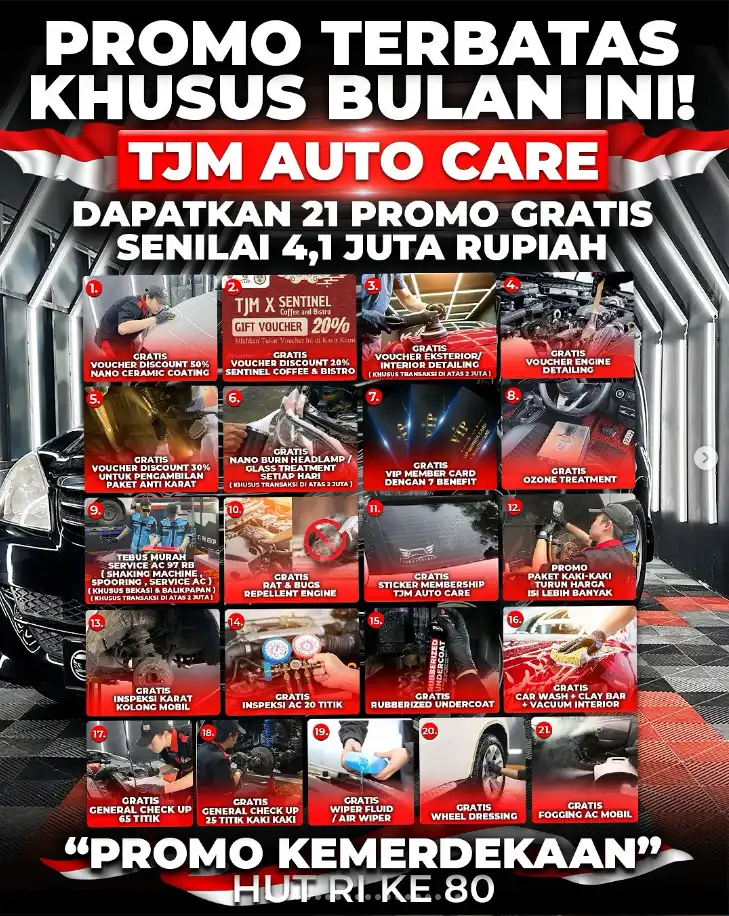 PROMO TERBATAS
KHUSUS BULAN INI!
TJM AUTO CARE
DAPATKAN 21 PROMO GRATIS
SENILAI 4,1 JUTA RUPIAH
1.
GRATIS
VOUCHER DISCOUNT 50%
NANO CERAMIC COATING
2.
TJM X SENTINEL
Coffee and Bistro
GIFT VOUCHER 20%
Silahkan Tukar Voucher Ini di Kasir Kami
GRATIS
VOUCHER DISCOUNT 20%
SENTINEL COFFEE & BISTRO
3.
GRATIS
VOUCHER EKSTERIOR/
INTERIOR DETAILING
( KHUSUS TRANSAKSI DI ATAS 2 JUTA )
4.
GRATIS
VOUCHER ENGINE
DETAILING
5.
GRATIS
VOUCHER DISCOUNT 30%
UNTUK PENGAMBILAN
PAKET ANTI KARAT
6.
GRATIS
NANO BURN HEADLAMP /
GLASS TREATMENT
SETIAP HARI
( KHUSUS TRANSAKSI DI ATAS 2 JUTA )
7.
VIP
VIP
VIP
GRATIS
VIP MEMBER CARD
DENGAN 7 BENEFIT
8.
GRATIS
OZONE TREATMENT
9.
TEBUS MURAH
SERVICE AC 97 RB
( SHAKING MACHINE ,
SPOORING , SERVICE AC )
( KHUSUS BEKASI & BALIKPAPAN )
( KHUSUS TRANSAKSI DI ATAS 2 JUTA )
10.
GRATIS
RAT & BUGS
REPELLENT ENGINE
11.
GRATIS
STICKER MEMBERSHIP
TJM AUTO CARE
12.
PROMO
PAKET KAKI-KAKI
TURUN HARGA
ISI LEBIH BANYAK
13.
GRATIS
INSPEKSI KARAT
KOLONG MOBIL
14.
GRATIS
INSPEKSI AC 20 TITIK
15.
RUBBERIZED
UNDERCOAT
GRATIS
RUBBERIZED UNDERCOAT
16.
GRATIS
CAR WASH + CLAY BAR
+ VACUUM INTERIOR
17.
GRATIS
GENERAL CHECK UP
65 TITIK
18.
GRATIS
GENERAL CHECK UP
25 TITIK KAKI KAKI
19.
GRATIS
WIPER FLUID
/ AIR WIPER
20.
GRATIS
WHEEL DRESSING
21.
GRATIS
FOGGING AC MOBIL
“PROMO KEMERDEKAAN”
HUT RI KE 80